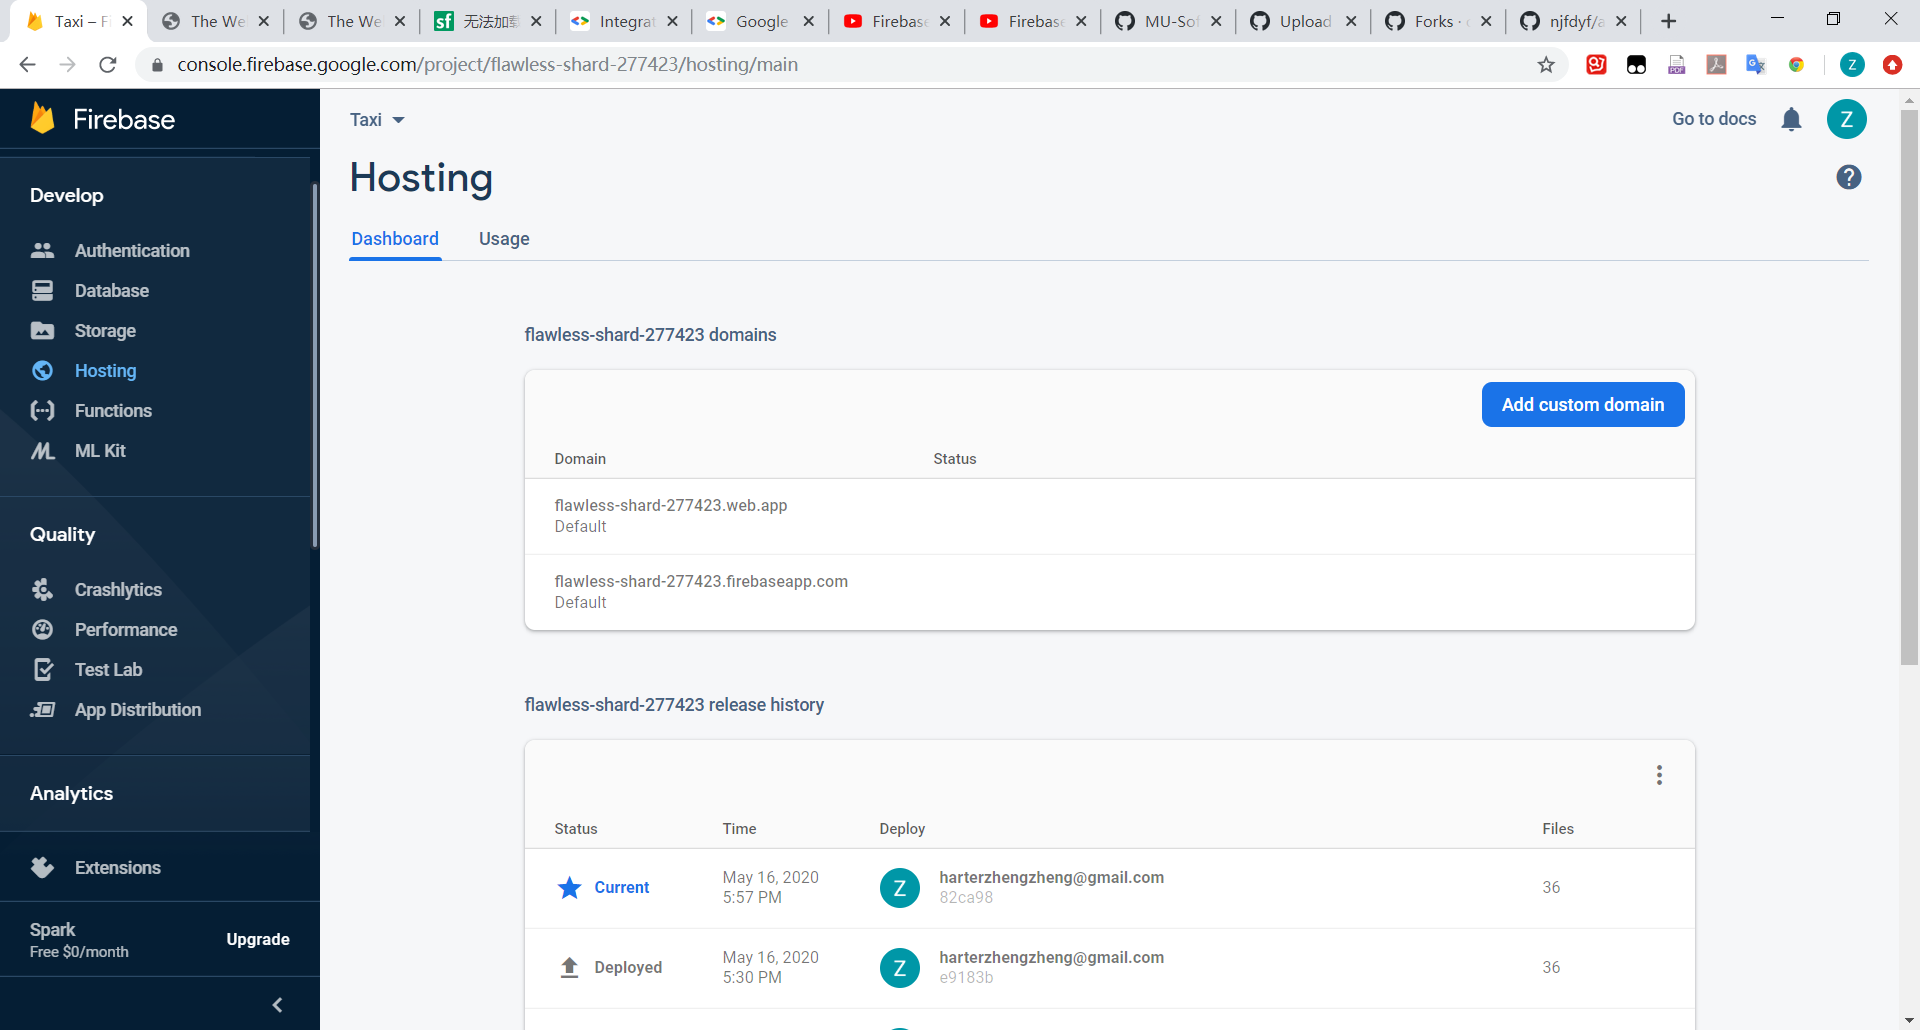 Taxi – F
The We
The We
sf 无法加载
Integrat
Google
Firebase
Firebase
MU-Sof
Upload
Forks · c
njfdyf/a
console.firebase.google.com/project/flawless-shard-277423/hosting/main
Z
Firebase
Develop
Authentication
Database
Storage
Hosting
Functions
ML Kit
Quality
Crashlytics
Performance
Test Lab
App Distribution
Analytics
Extensions
Spark
Free $0/month
Upgrade
Taxi
Go to docs
Z
Hosting
?
Dashboard
Usage
flawless-shard-277423 domains
Add custom domain
Domain
Status
flawless-shard-277423.web.app
Default
flawless-shard-277423.firebaseapp.com
Default
flawless-shard-277423 release history
Status
Time
Deploy
Files
Current
May 16, 2020
5:57 PM
Z
harterzhengzheng@gmail.com
82ca98
36
Deployed
May 16, 2020
5:30 PM
Z
harterzhengzheng@gmail.com
e9183b
36